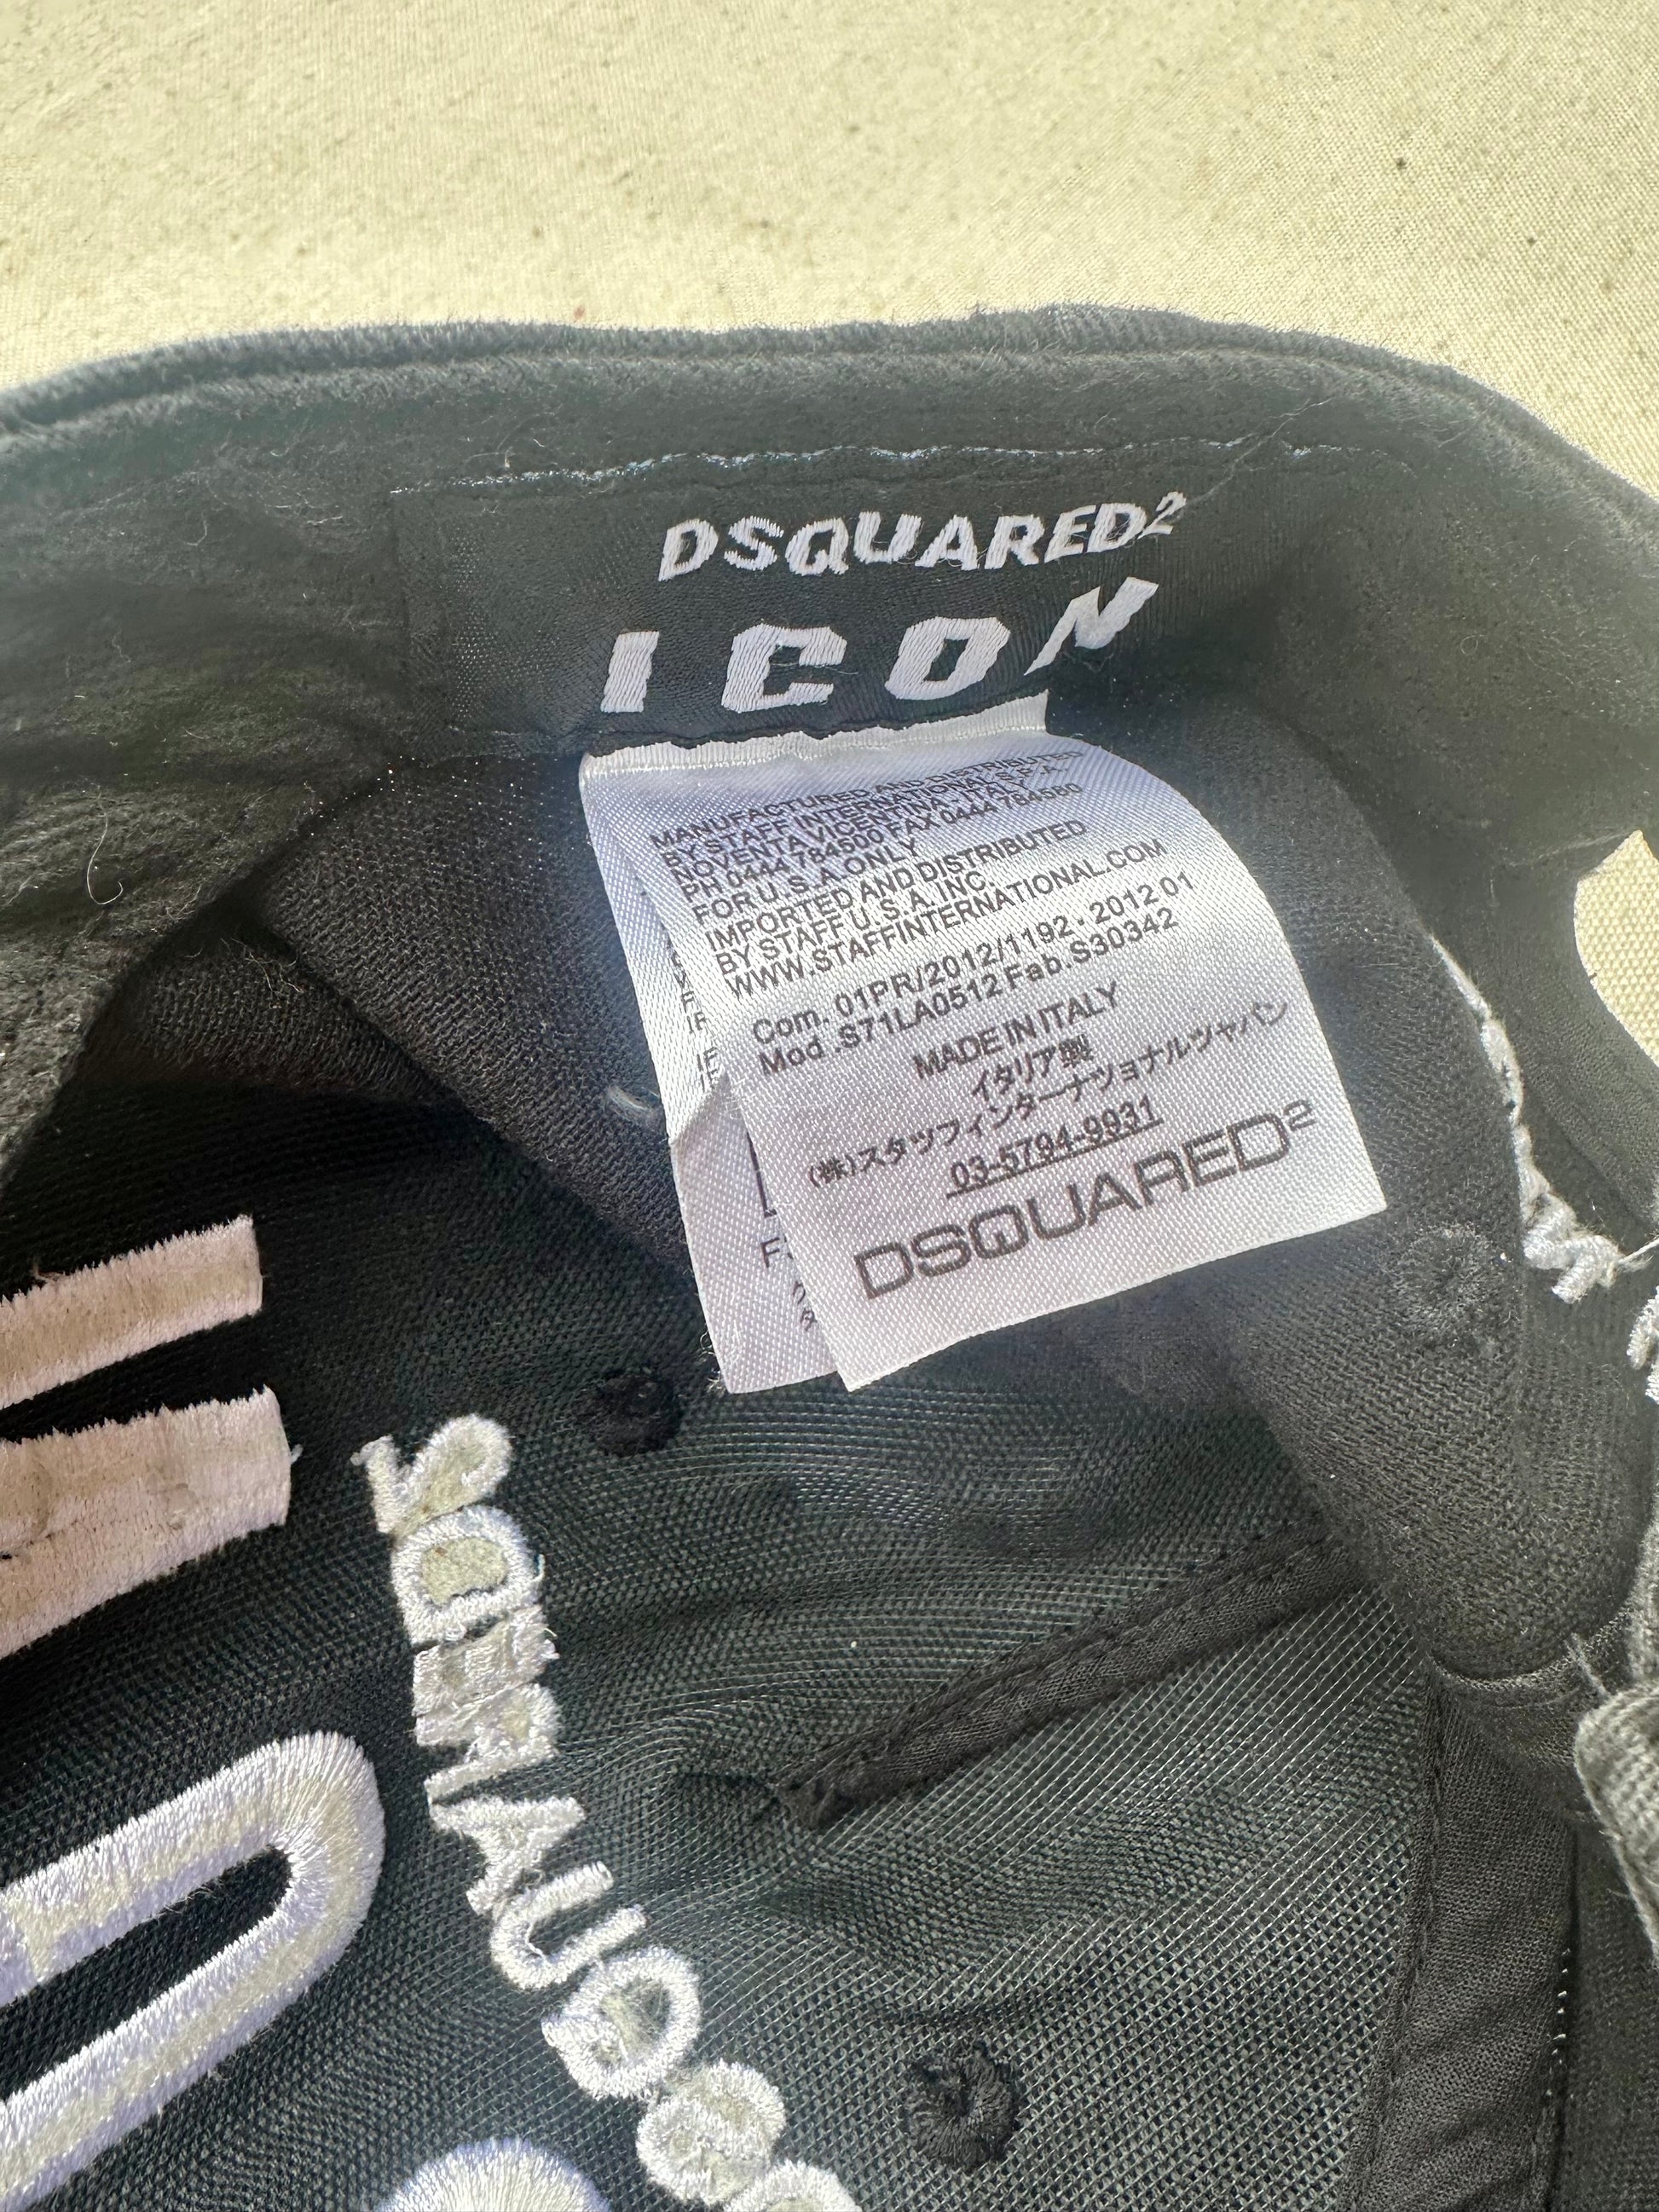 DSQUARED2
ICON
MANUFACTURED AND DISTRIBUTED
BY STAFF INTERNATIONAL S.P.A.
NOVENTA VICENTINA - ITALY
PH 0444 784500 FAX 0444 784580
FOR U.S.A. ONLY
IMPORTED AND DISTRIBUTED
BY STAFF U.S.A. INC.
WWW.STAFFINTERNATIONAL.COM
Com. 01PR/2012/1192 - 2012 01
Mod .S71LA0512 Fab.S30342
MADE IN ITALY
イタリア製
(株)スタッフィンターナツョナルツャパン
03-5794-9931
DSQUARED2